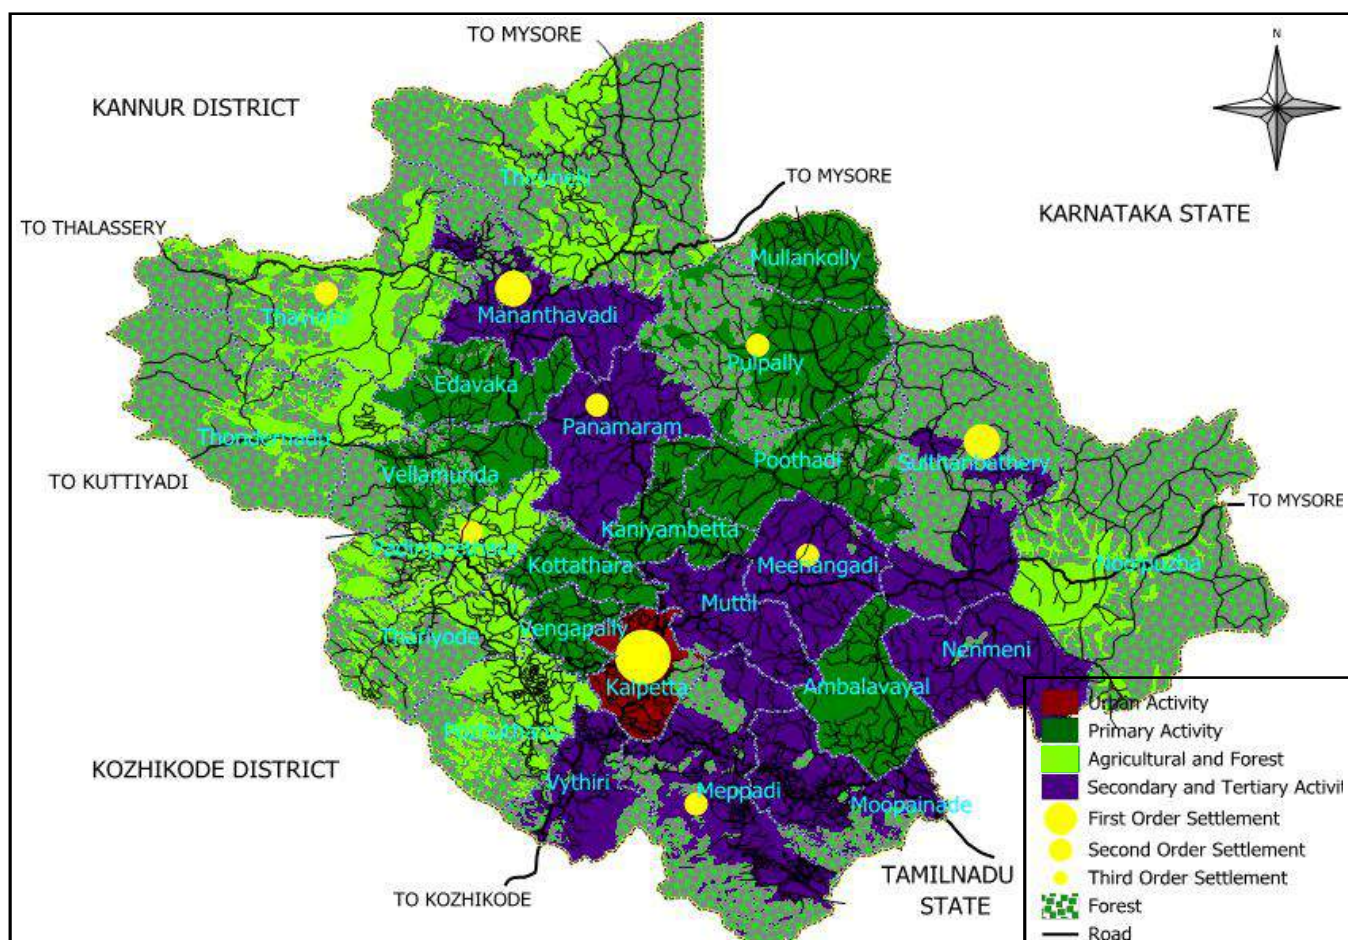 TO MYSORE
N
KANNUR DISTRICT
TO MYSORE
Thirunelli
KARNATAKA STATE
TO THALASSERY
Mullankolly
Thavinjal
Mananthavadi
Pulpally
Edavaka
Panamaram
Thondernadu
Poothadi
Sulthanbathery
Vellamunda
TO KUTTIYADI
TO MYSORE
Kaniyambetta
Padinjarethara
Kottathara
Meenangadi
Noolpuzha
Muttil
Vengapally
Thariyode
Nenmeni
Kalpetta
Ambalavayal
Urban Activity
Pozhuthana
Primary Activity
Agricultural and Forest
KOZHIKODE DISTRICT
Vythiri
Meppadi
Secondary and Tertiary Activit
Moopainade
First Order Settlement
Second Order Settlement
TAMILNADU
STATE
Third Order Settlement
TO KOZHIKODE
Forest
Road